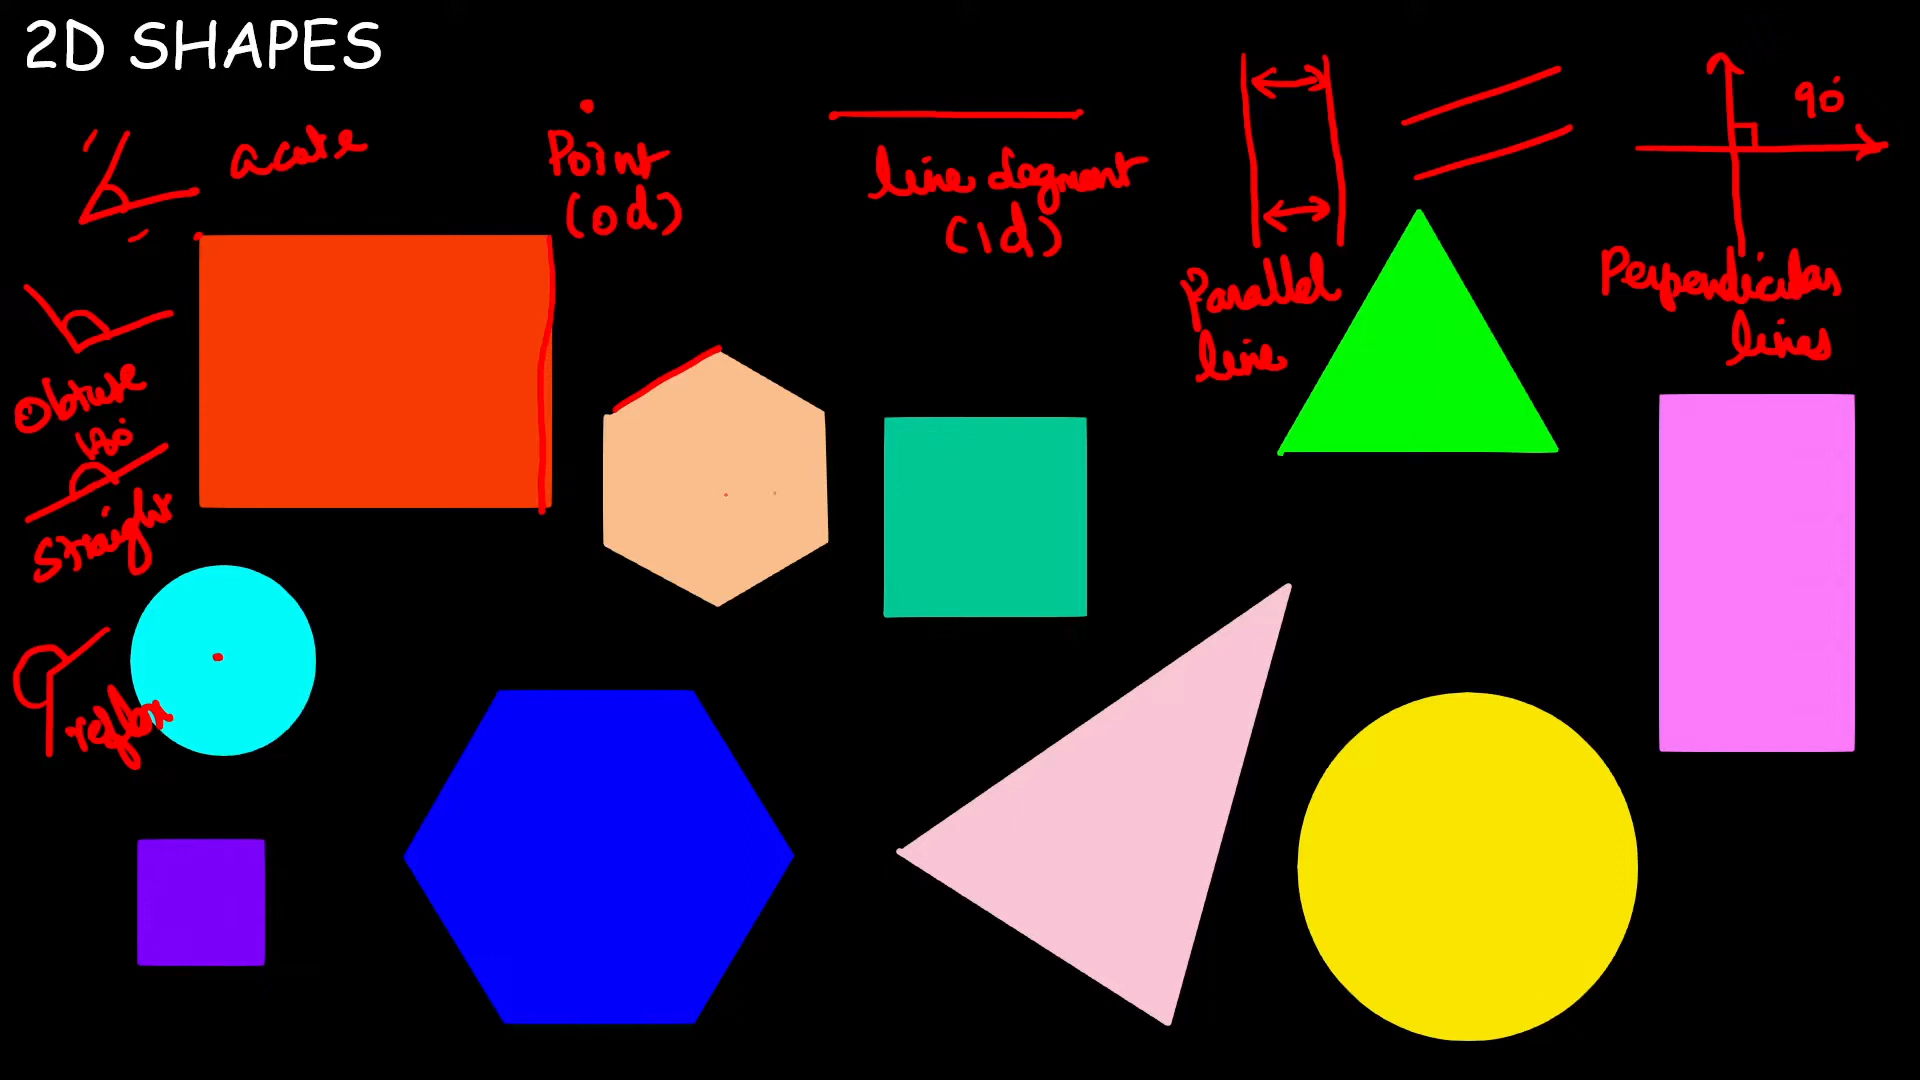 2D SHAPES
acute
Point
(0d)
line segment
(1d)
Parallel
line
90°
Perpendicular
lines
Obtuse
180°
straight
reflex